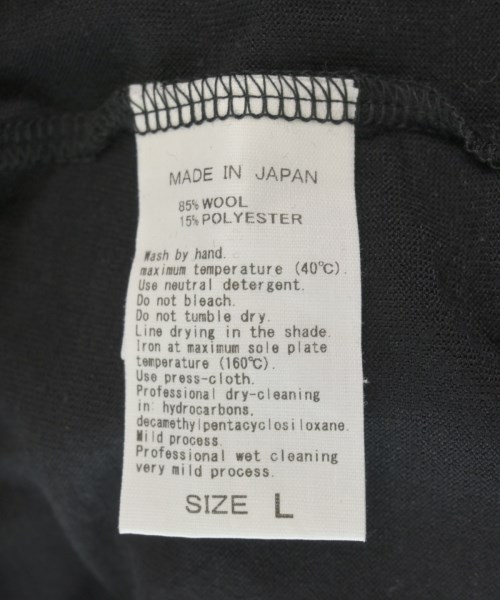 MADE IN JAPAN
85% WOOL
15% POLYESTER
Wash by hand.
maximum temperature (40℃).
Use neutral detergent.
Do not bleach.
Do not tumble dry.
Line drying in the shade.
Iron at maximum sole plate
temperature (160℃).
Use press-cloth.
Professional dry-cleaning
in: hydrocarbons,
decamethylpentacyclosiloxane.
Mild process.
Professional wet cleaning
very mild process.
SIZE L